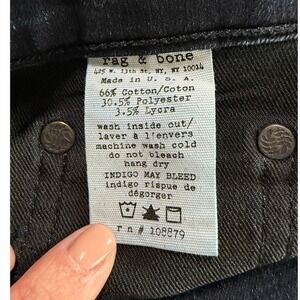 rag & bone
425 W. 13th St, NY, NY 10014
Made in U.S.A
66% Cotton/Coton
30.5% Polyester
3.5% Lycra
wash inside out/
laver à l'envers
machine wash cold
do not bleach
hang dry
INDIGO MAY BLEED
indigo risque de
dégorger
rn # 108879